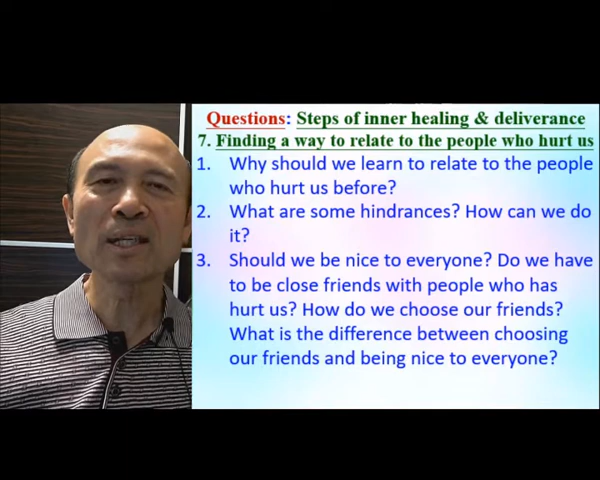 Questions: Steps of inner healing & deliverance
7. Finding a way to relate to the people who hurt us
1. Why should we learn to relate to the people
who hurt us before?
2. What are some hindrances? How can we do
it?
3. Should we be nice to everyone? Do we have
to be close friends with people who has
hurt us? How do we choose our friends?
What is the difference between choosing
our friends and being nice to everyone?